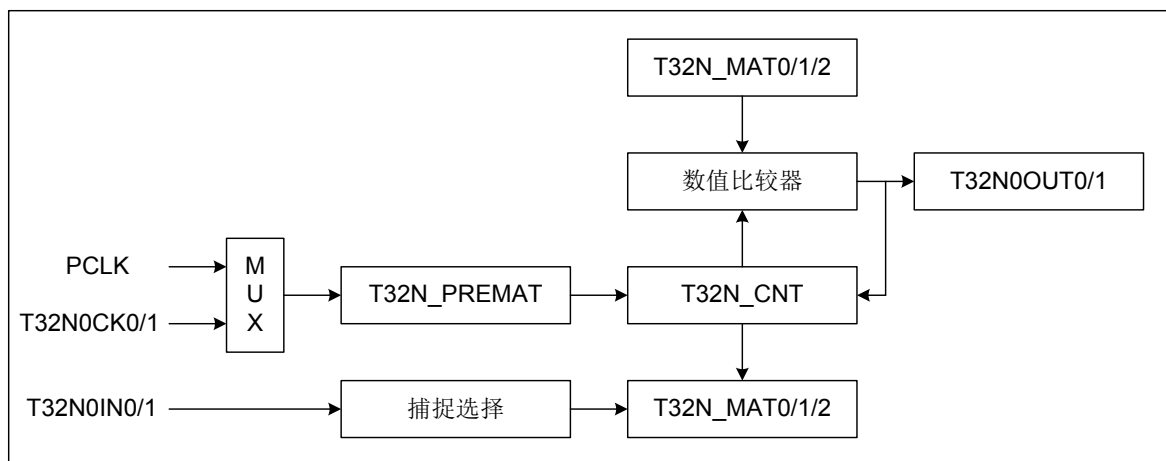 T32N_MAT0/1/2
数值比较器
T32N0OUT0/1
PCLK
T32N0CK0/1
M
U
X
T32N_PREMAT
T32N_CNT
T32N0IN0/1
捕捉选择
T32N_MAT0/1/2